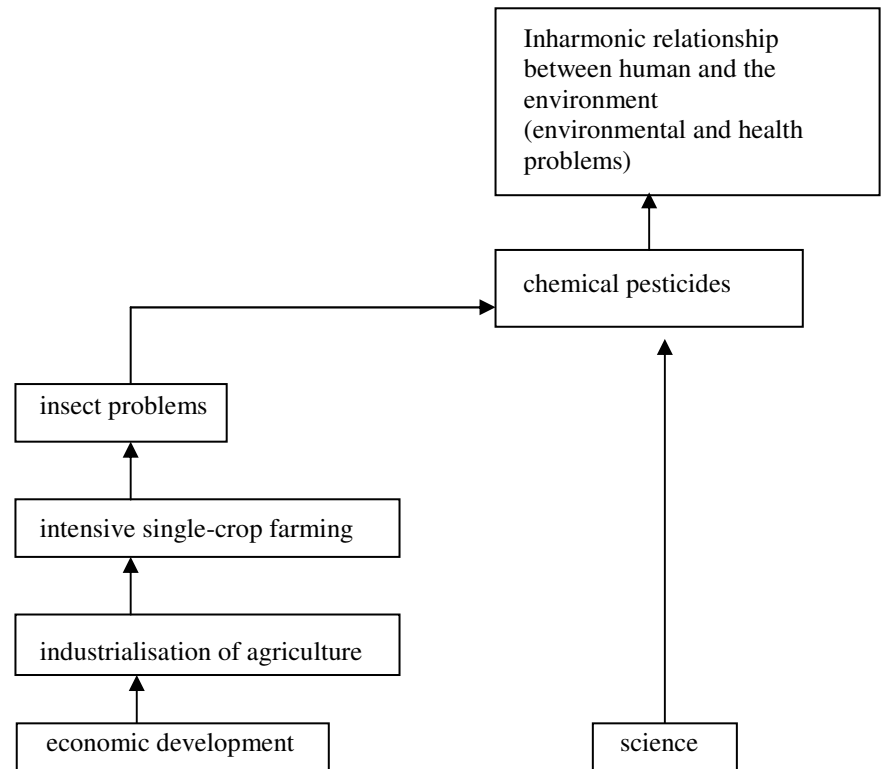 Inharmonic relationship
between human and the
environment
(environmental and health
problems)
chemical pesticides
insect problems
intensive single-crop farming
industrialisation of agriculture
economic development
science